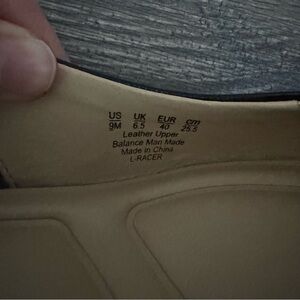 US UK EUR cm
9M 6.5 40 25.5
Leather Upper
Balance Man Made
Made in China
L-RACER